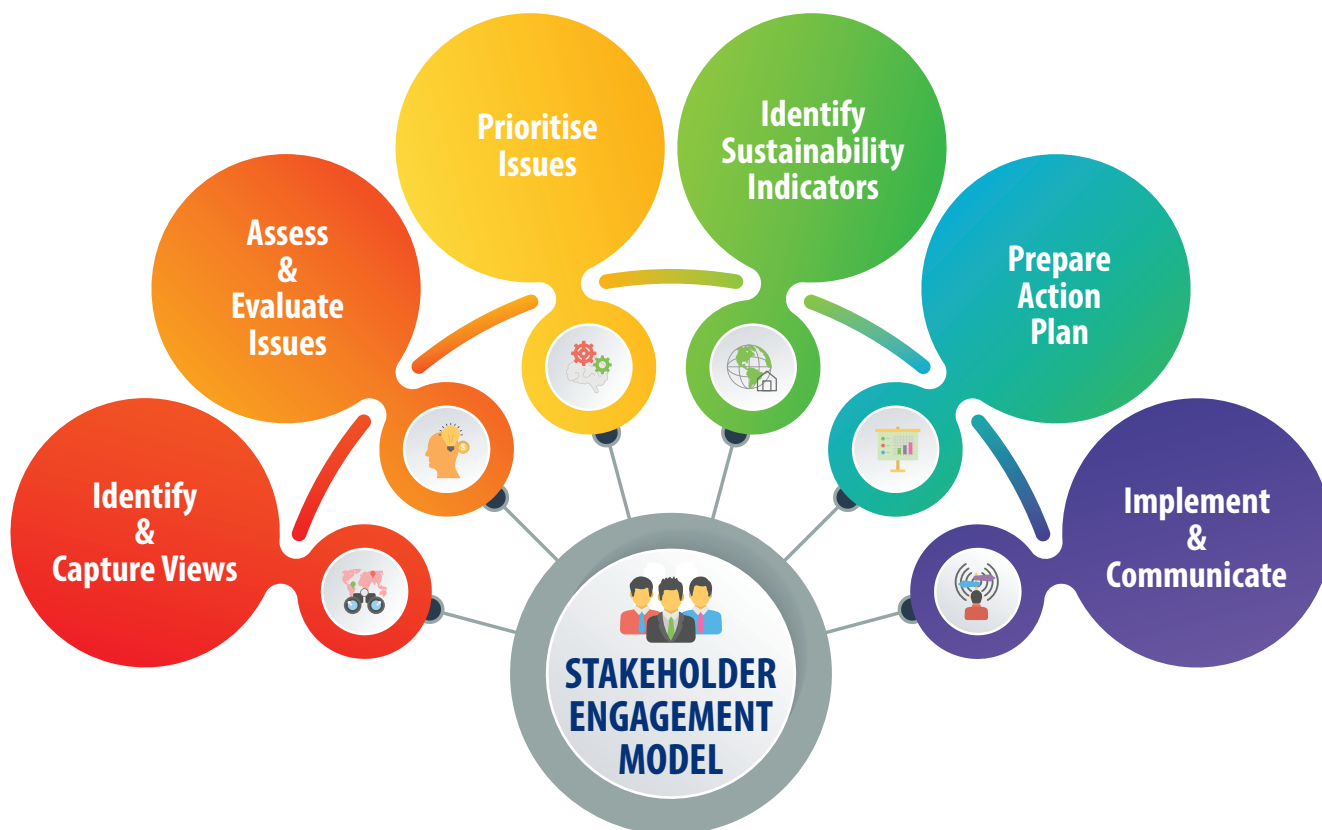 Identify
&
Capture Views
Assess
&
Evaluate
Issues
Prioritise
Issues
Identify
Sustainability
Indicators
Prepare
Action
Plan
Implement
&
Communicate
STAKEHOLDER
ENGAGEMENT
MODEL